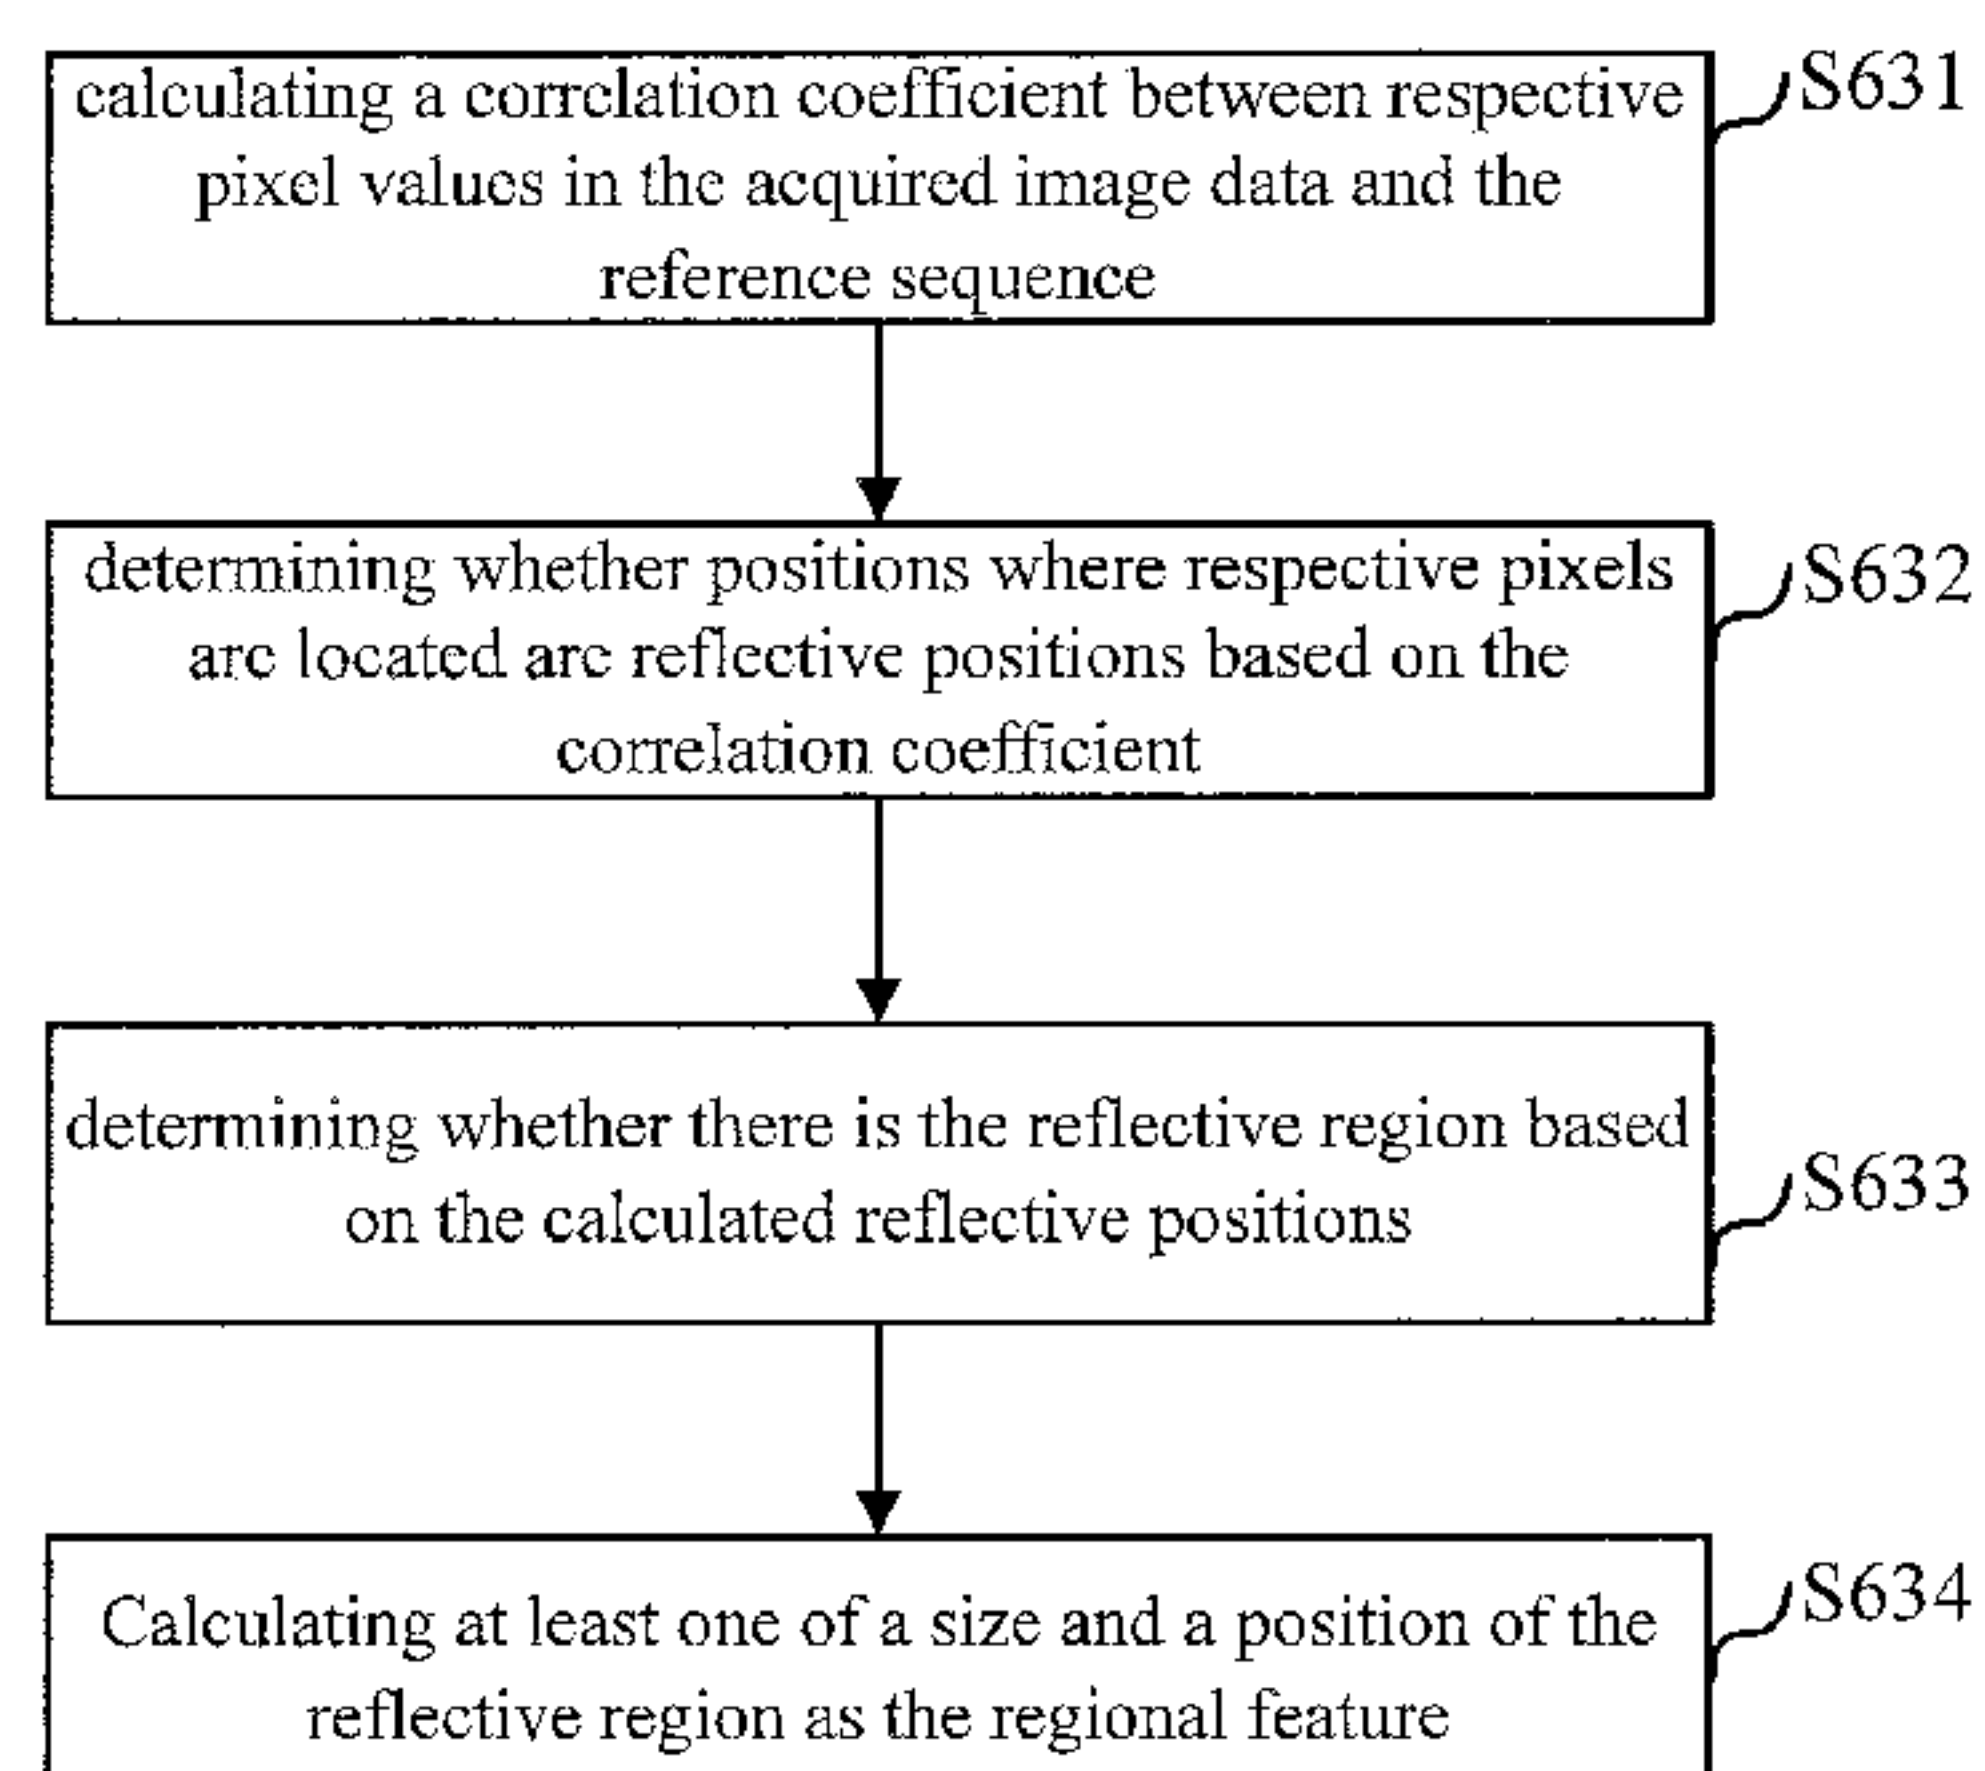 calculating a correlation coefficient between respective
pixel values in the acquired image data and the
reference sequence
S631
determining whether positions where respective pixels
are located are reflective positions based on the
correlation coefficient
S632
determining whether there is the reflective region based
on the calculated reflective positions
S633
Calculating at least one of a size and a position of the
reflective region as the regional feature
S634